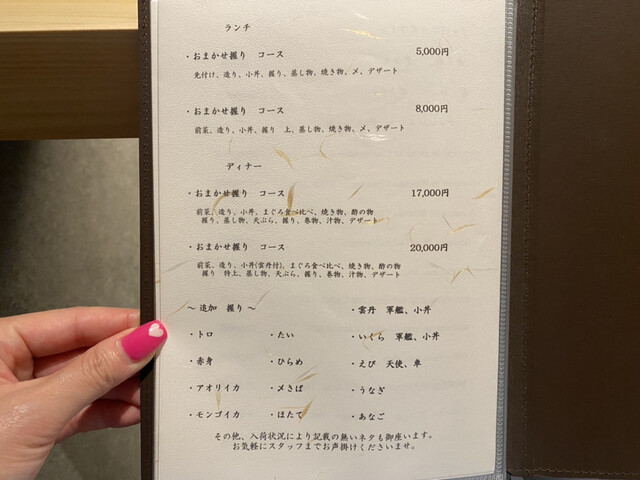 ランチ
・おまかせ握り　コース　5,000円
先付け、造り、小丼、握り、蒸し物、焼き物、〆、デザート
・おまかせ握り　コース　8,000円
前菜、造り、小丼、握り　上、蒸し物、焼き物、〆、デザート
ディナー
・おまかせ握り　コース　17,000円
前菜、造り、小丼、まぐろ食べ比べ、焼き物、酢の物
握り、蒸し物、天ぷら、握り、巻物、汁物、デザート
・おまかせ握り　コース　20,000円
前菜、造り、小丼(雲丹付)、まぐろ食べ比べ、焼き物、酢の物
握り　特上、蒸し物、天ぷら、握り、巻物、汁物、デザート
～ 追加　握り ～　・雲丹　軍艦、小丼
・トロ　・たい　・いくら　軍艦、小丼
・赤身　・ひらめ　・えび　天使、車
・アオリイカ　・〆さば　・うなぎ
・モンゴイカ　・ほたて　・あなご
その他、入荷状況により記載の無いネタも御座います。
お気軽にスタッフまでお声掛けくださいませ。